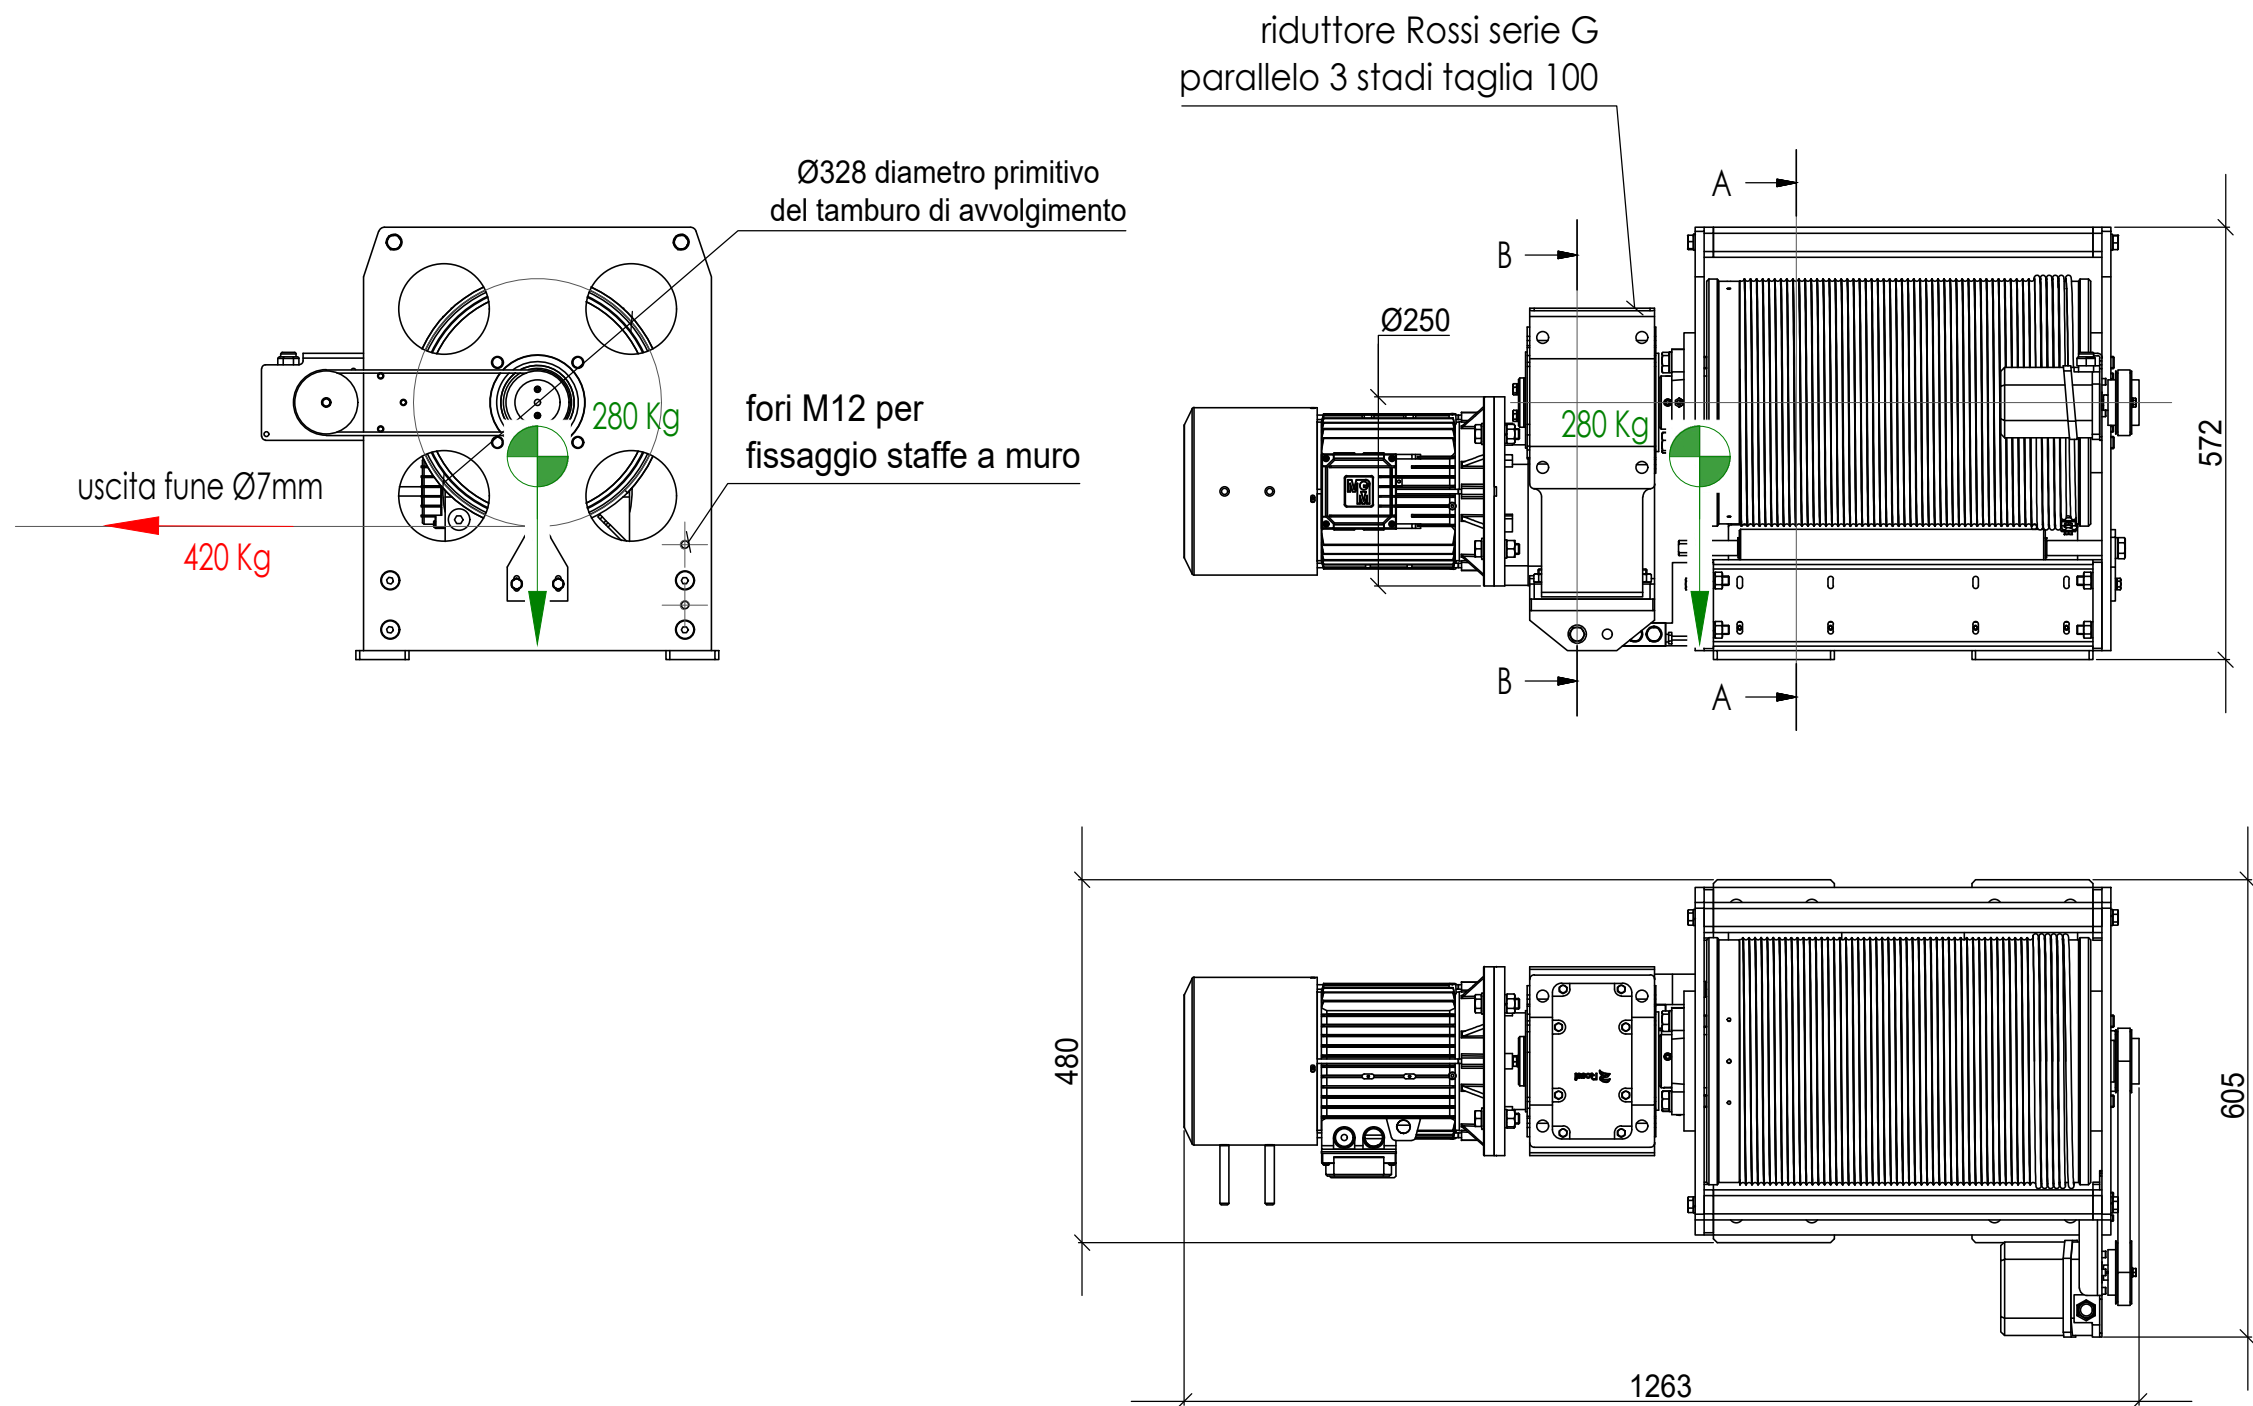 riduttore Rossi serie G
parallelo 3 stadi taglia 100
Ø328 diametro primitivo
del tamburo di avvolgimento
A
B
Ø250
280 Kg
fori M12 per
fissaggio staffe a muro
280 Kg
572
uscita fune Ø7mm
420 Kg
B
A
480
Rossi
605
1263